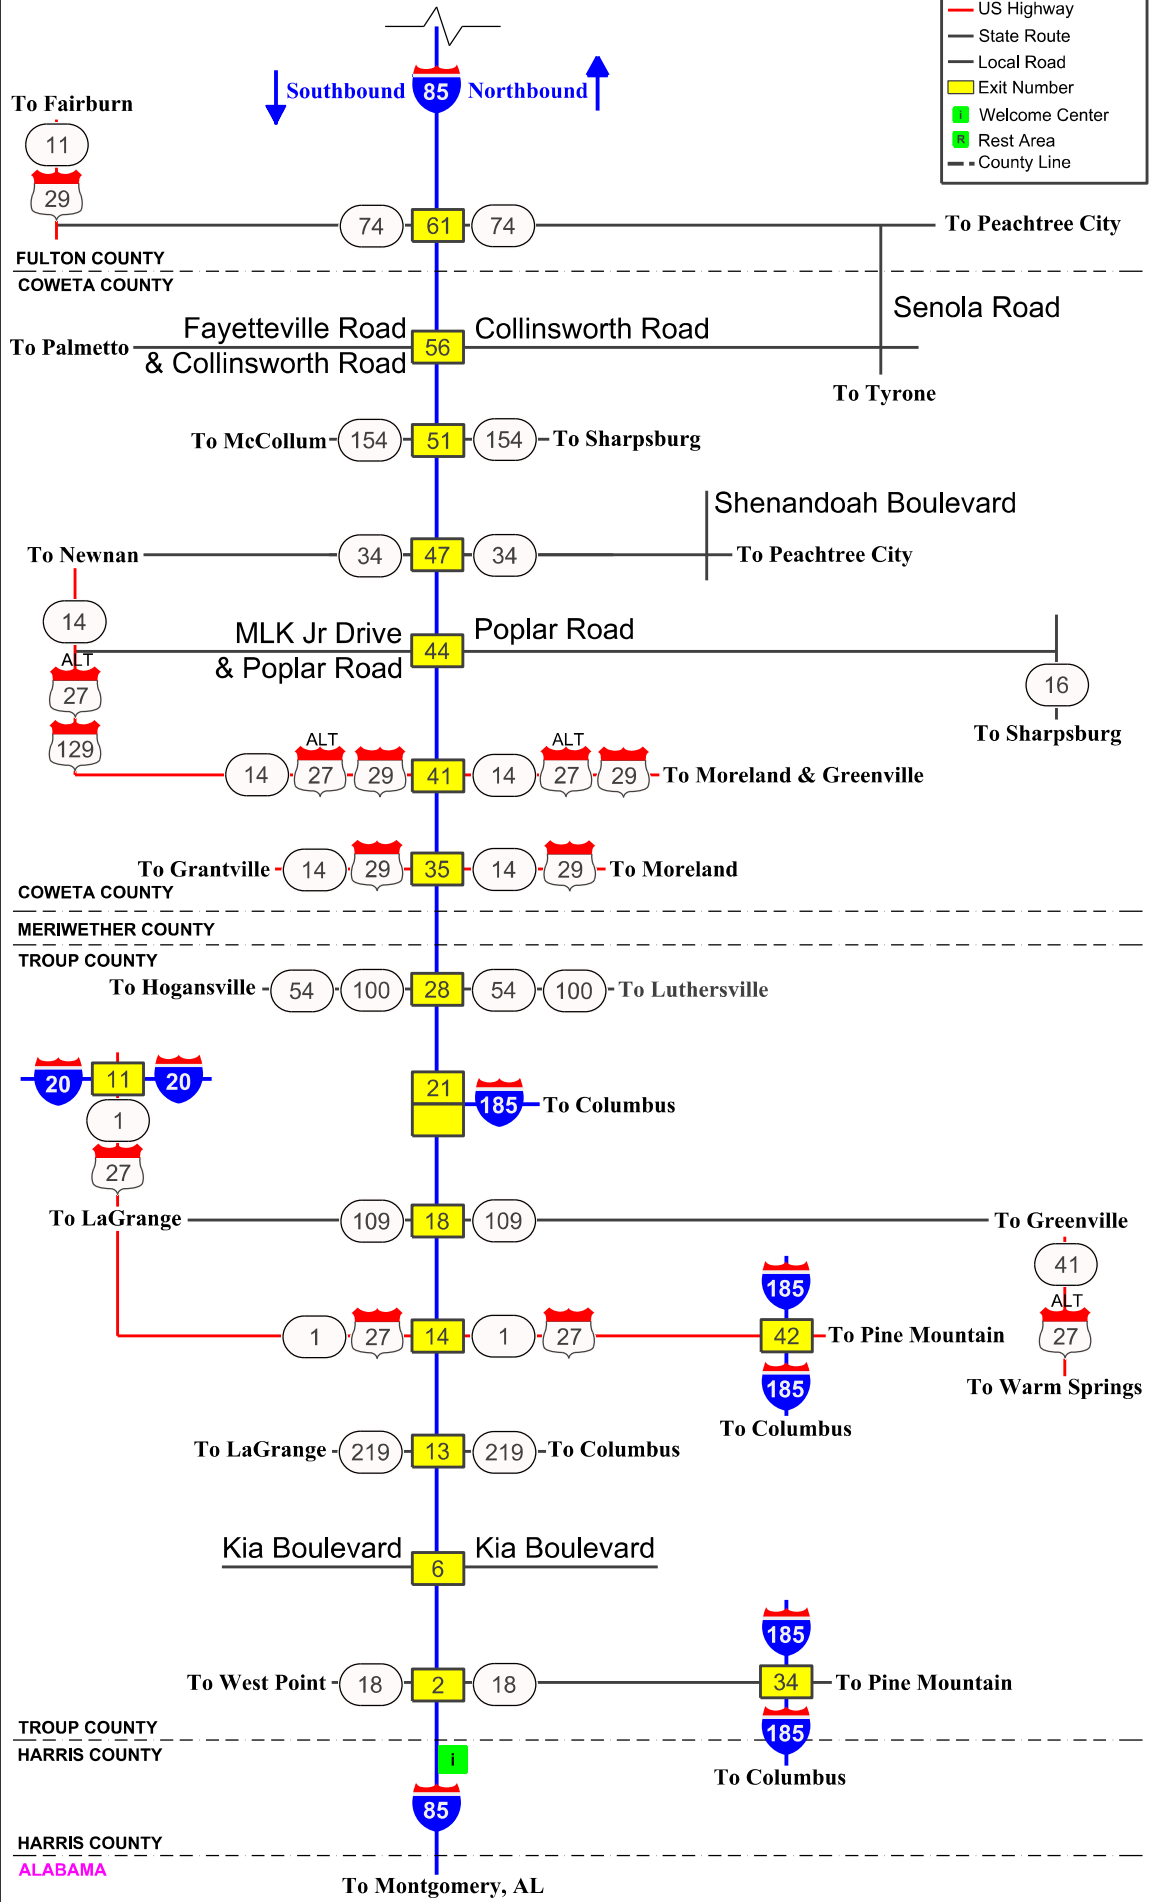 US Highway
State Route
Local Road
Exit Number
i Welcome Center
R Rest Area
County Line
Southbound 85 Northbound
To Fairburn
11
29
74 61 74 To Peachtree City
FULTON COUNTY
COWETA COUNTY
Senola Road
Fayetteville Road Collinsworth Road
To Palmetto 56
& Collinsworth Road
To Tyrone
To McCollum 154 51 154 To Sharpsburg
Shenandoah Boulevard
To Newnan 34 47 34 To Peachtree City
14
MLK Jr Drive Poplar Road
44
& Poplar Road
ALT
27
16
To Sharpsburg
129
ALT ALT
14 27 29 41 14 27 29 To Moreland & Greenville
To Grantville 14 29 35 14 29 To Moreland
COWETA COUNTY
MERIWETHER COUNTY
TROUP COUNTY
To Hogansville 54 100 28 54 100 To Luthersville
20 11 20
21
185 To Columbus
1
27
To LaGrange 109 18 109 To Greenville
41
185
ALT
27
1 27 14 1 27 42 To Pine Mountain
185
To Warm Springs
To Columbus
To LaGrange 219 13 219 To Columbus
Kia Boulevard Kia Boulevard
6
185
To West Point 18 2 18 34 To Pine Mountain
TROUP COUNTY
185
HARRIS COUNTY
i
To Columbus
85
HARRIS COUNTY
ALABAMA
To Montgomery, AL